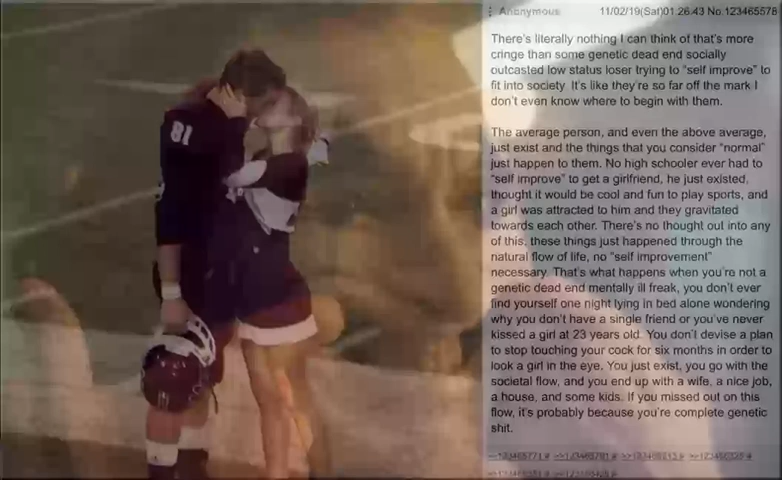 81
Anonymous 11/02/19(Sat)01:26:43 No.123465578
There's literally nothing I can think of that's more
cringe than some genetic dead end socially
outcasted low status loser trying to "self improve" to
fit into society. It's like they're so far off the mark I
don't even know where to begin with them.
The average person, and even the above average,
just exist and the things that you consider "normal"
just happen to them. No high schooler ever had to
"self improve" to get a girlfriend, he just existed,
thought it would be cool and fun to play sports, and
a girl was attracted to him and they gravitated
towards each other. There's no thought out into any
of this, these things just happened through the
natural flow of life, no "self improvement"
necessary. That's what happens when you're not a
genetic dead end mentally ill freak, you don't ever
find yourself one night lying in bed alone wondering
why you don't have a single friend or you've never
kissed a girl at 23 years old. You don't devise a plan
to stop touching your cock for six months in order to
look a girl in the eye. You just exist, you go with the
societal flow, and you end up with a wife, a nice job,
a house, and some kids. If you missed out on this
flow, it's probably because you're complete genetic
shit.